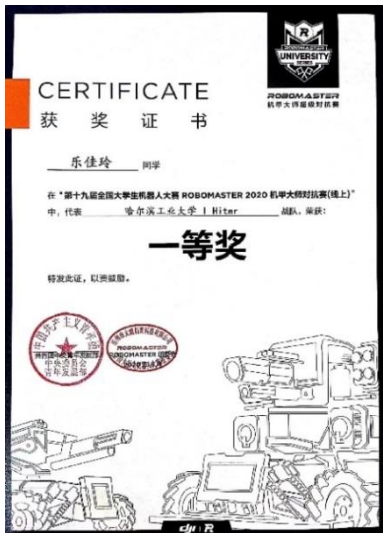 ROBOMASTER
UNIVERSITY
SERIES
ROBOMASTER
机甲大师超级对抗赛
CERTIFICATE
获奖证书
乐佳玲 同学
在“第十九届全国大学生机器人大赛 ROBOMASTER 2020 机甲大师对抗赛(线上)”
中,代表 哈尔滨工业大学 I Hiter 战队,荣获:
一等奖
特发此证,以资鼓励。
ROBOMASTER
dji R